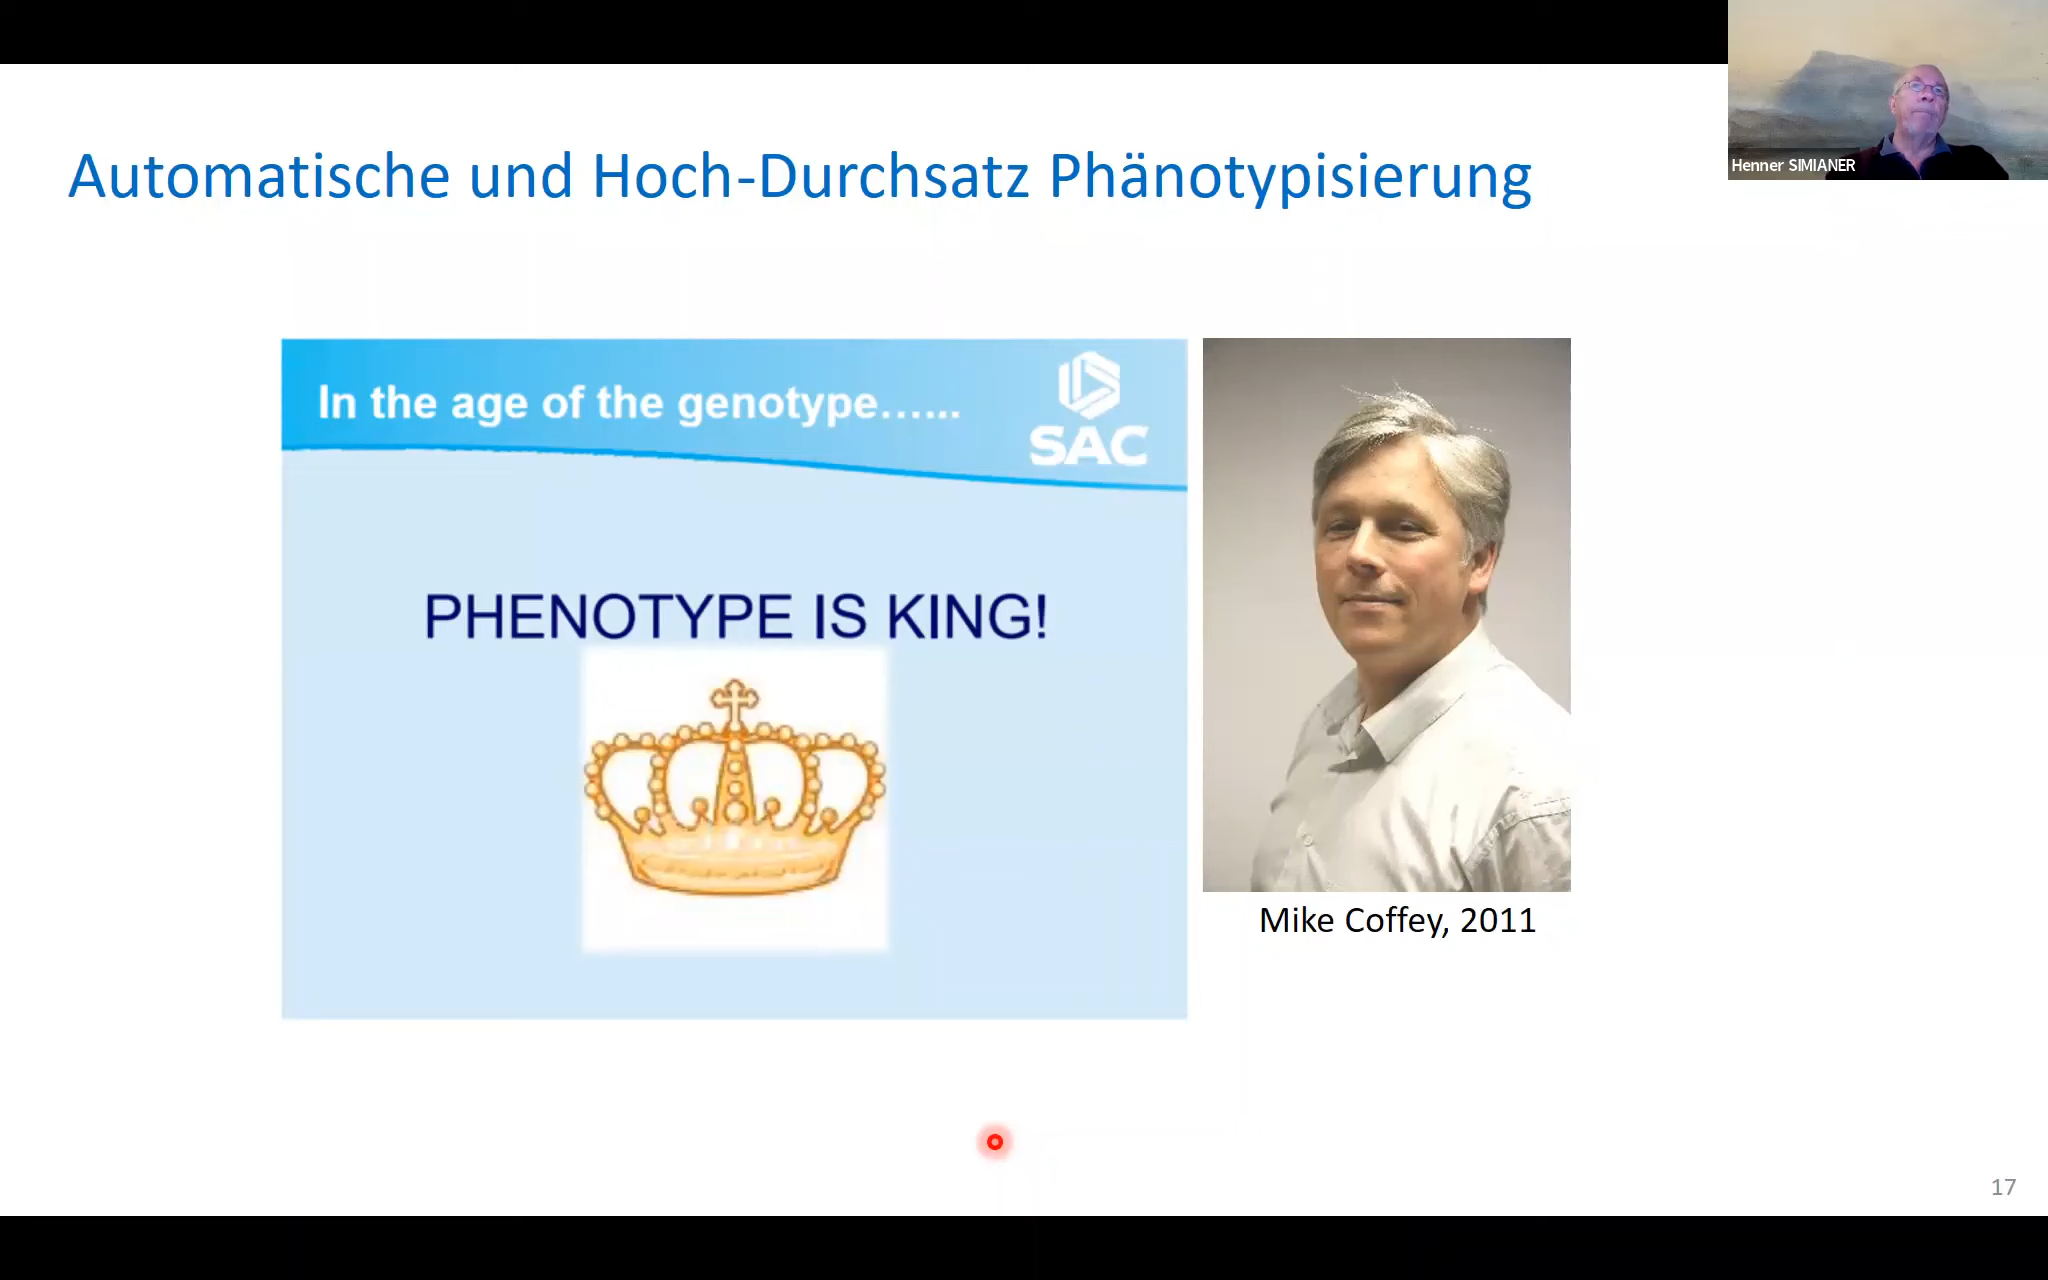 Henner SIMIANER
Automatische und Hoch-Durchsatz Phänotypisierung
In the age of the genotype…...
SAC
PHENOTYPE IS KING!
Mike Coffey, 2011
17